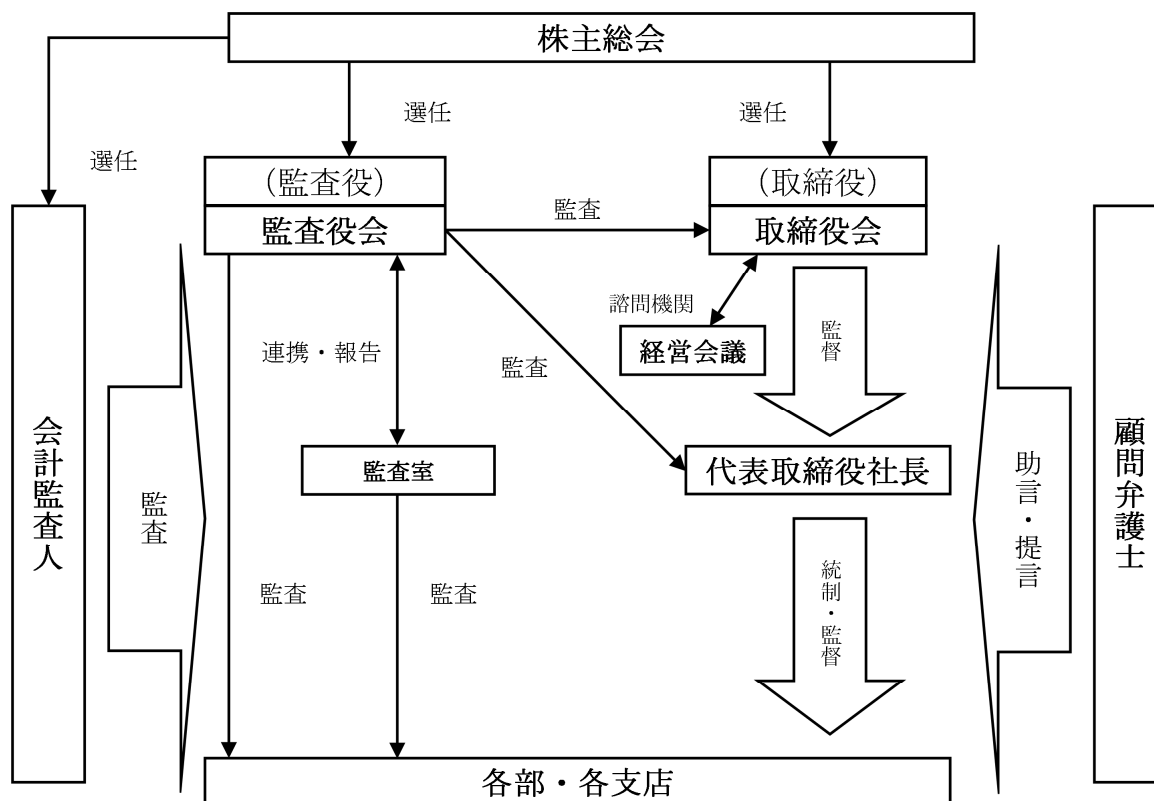 株主総会
選任
選任
選任
(監査役)
監査役会
監査
(取締役)
取締役会
諮問機関
経営会議
監督
連携・報告
監査
監査室
代表取締役社長
会計監査人
監査
監査
監査
統制・監督
助言・提言
顧問弁護士
各部・各支店